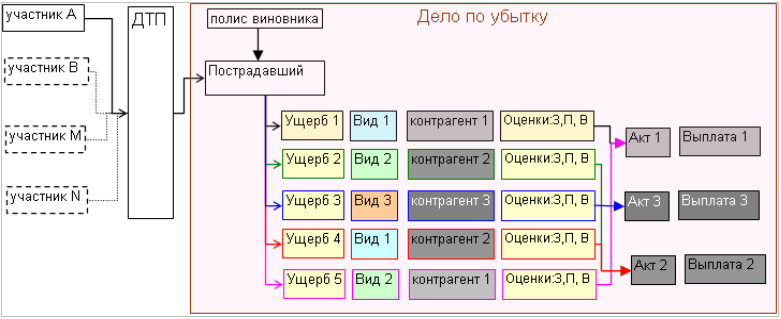 участник А
ДТП
полис виновника
Дело по убытку
участник В
Пострадавший
участник М
участник N
Ущерб 1 Вид 1 контрагент 1 Оценки:З,П, В
Акт 1 Выплата 1
Ущерб 2 Вид 2 контрагент 2 Оценки:З,П, В
Ущерб 3 Вид 3 контрагент 3 Оценки:З,П, В
Акт 3 Выплата 3
Ущерб 4 Вид 1 контрагент 2 Оценки:З,П, В
Акт 2 Выплата 2
Ущерб 5 Вид 2 контрагент 1 Оценки:З,П, В